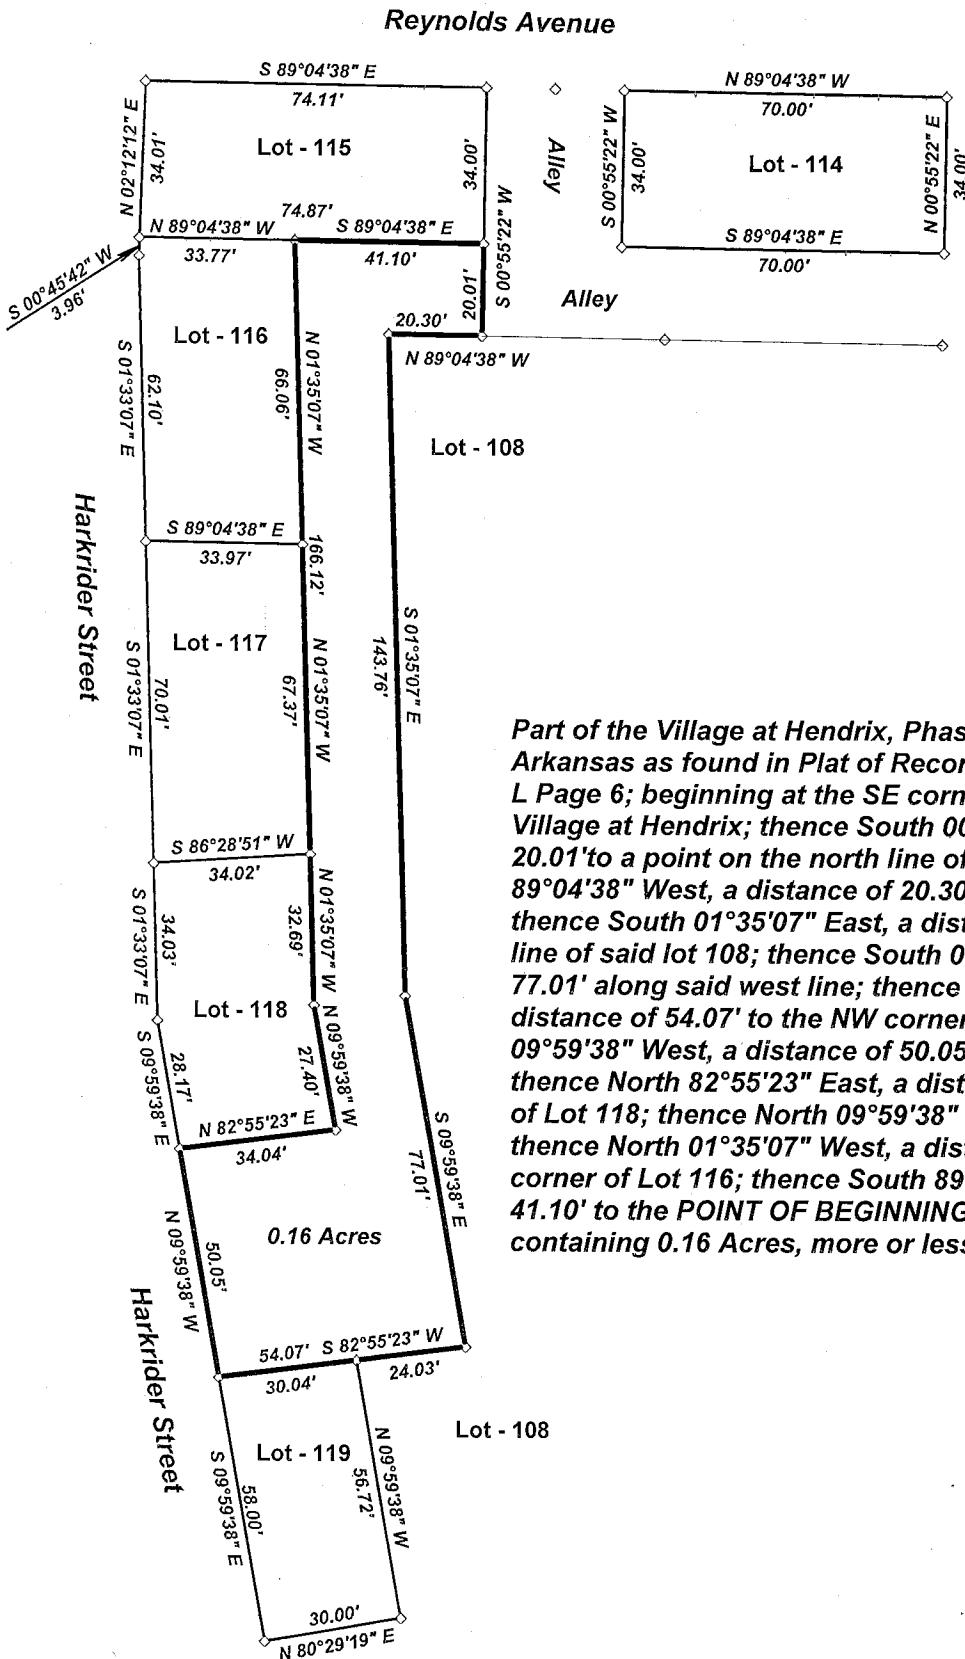 Reynolds Avenue
S 89°04'38" E
74.11'
N 02°12'12" E
34.01'
Lot - 115
34.00'
S 00°55'22" W
Alley
N 89°04'38" W
70.00'
S 00°55'22" W
34.00'
Lot - 114
N 00°55'22" E
34.00'
S 89°04'38" E
70.00'
74.87'
N 89°04'38" W
33.77'
S 89°04'38" E
41.10'
20.01'
Alley
S 00°45'42" W
3.96'
20.30'
N 89°04'38" W
Lot - 116
S 01°33'07" E
62.10'
66.06'
N 01°35'07" W
Lot - 108
Harkrider Street
S 89°04'38" E
33.97'
166.12'
Lot - 117
S 01°33'07" E
70.01'
67.37'
N 01°35'07" W
143.76'
S 01°35'07" E
S 86°28'51" W
34.02'
S 01°33'07" E
34.03'
32.69'
N 01°35'07" W
Lot - 118
S 09°59'38" E
28.17'
27.40'
N 09°59'38" W
N 82°55'23" E
34.04'
77.01'
S 09°59'38" E
0.16 Acres
N 09°59'38" W
50.05'
Harkrider Street
54.07'
S 82°55'23" W
30.04'
24.03'
Lot - 108
Lot - 119
S 09°59'38" E
58.00'
56.72'
N 09°59'38" W
30.00'
N 80°29'19" E
Part of the Village at Hendrix, Phas
Arkansas as found in Plat of Recor
L Page 6; beginning at the SE corn
Village at Hendrix; thence South 00
20.01'to a point on the north line of
89°04'38" West, a distance of 20.30
thence South 01°35'07" East, a dist
line of said lot 108; thence South 0
77.01' along said west line; thence
distance of 54.07' to the NW corner
09°59'38" West, a distance of 50.05
thence North 82°55'23" East, a dist
of Lot 118; thence North 09°59'38"
thence North 01°35'07" West, a dis
corner of Lot 116; thence South 89
41.10' to the POINT OF BEGINNING
containing 0.16 Acres, more or less